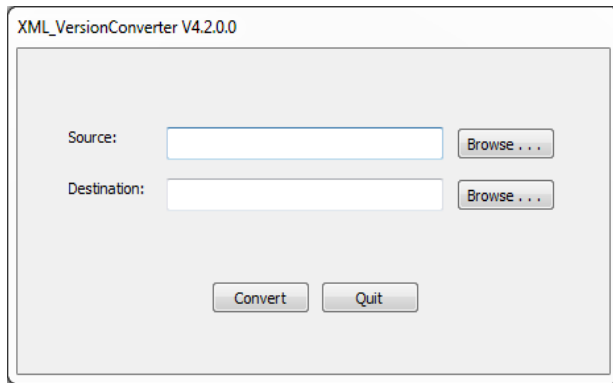 XML_VersionConverter V4.2.0.0
Source: Browse . . .
Destination: Browse . . .
Convert Quit